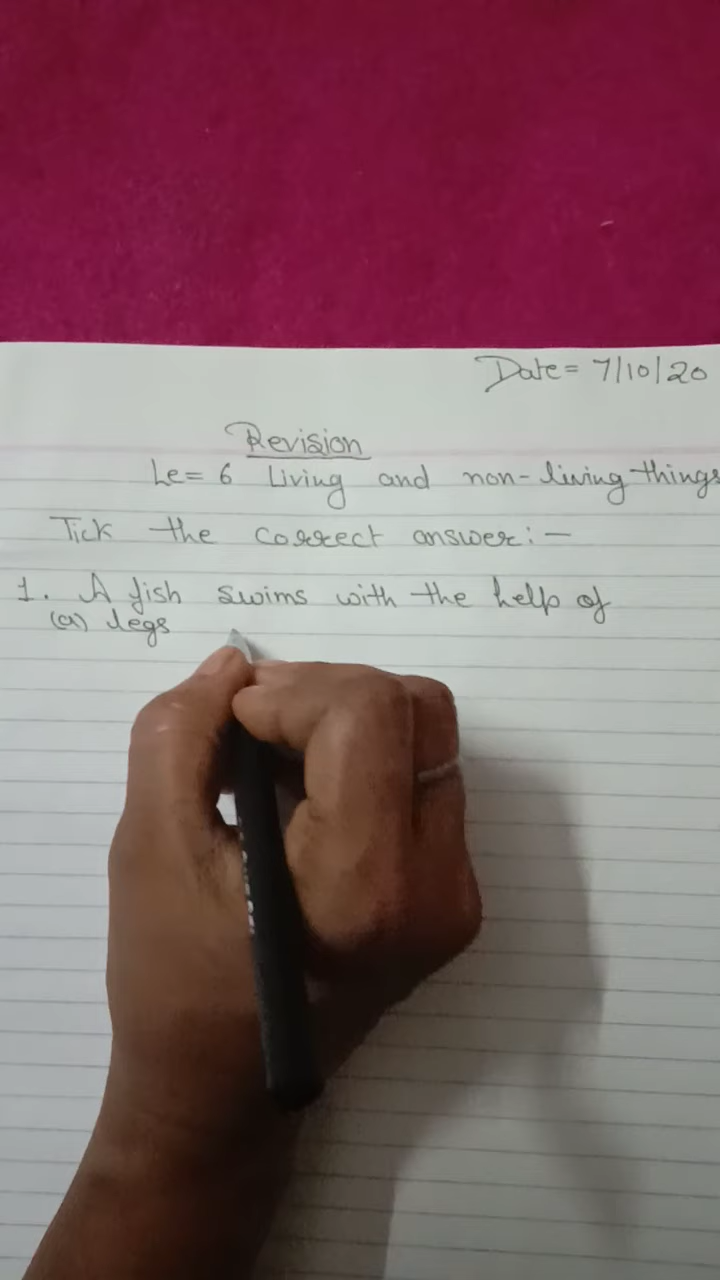 Date= 7/10/20
Revision
Le= 6 Living and non-living things
Tick the correct answer:-
1. A fish swims with the help of
(a) legs